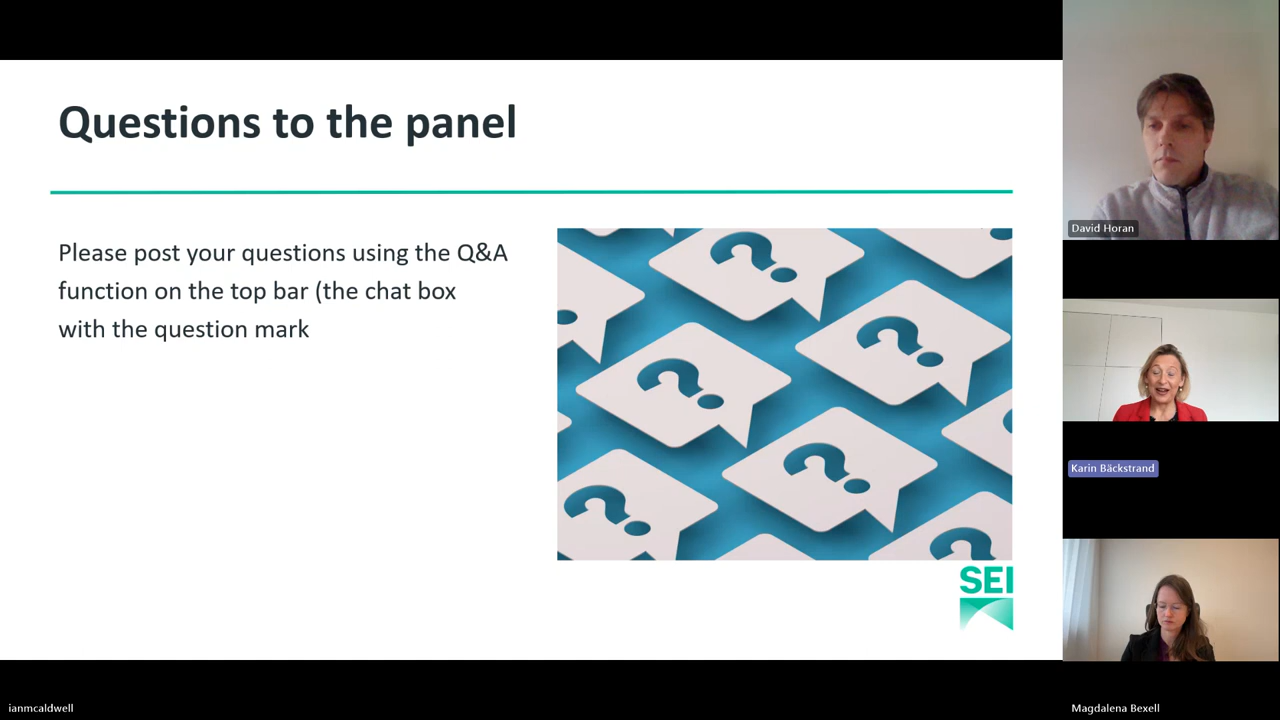 Questions to the panel
Please post your questions using the Q&A
function on the top bar (the chat box
with the question mark
SEI
David Horan
Karin Bäckstrand
Magdalena Bexell
ianmcaldwell